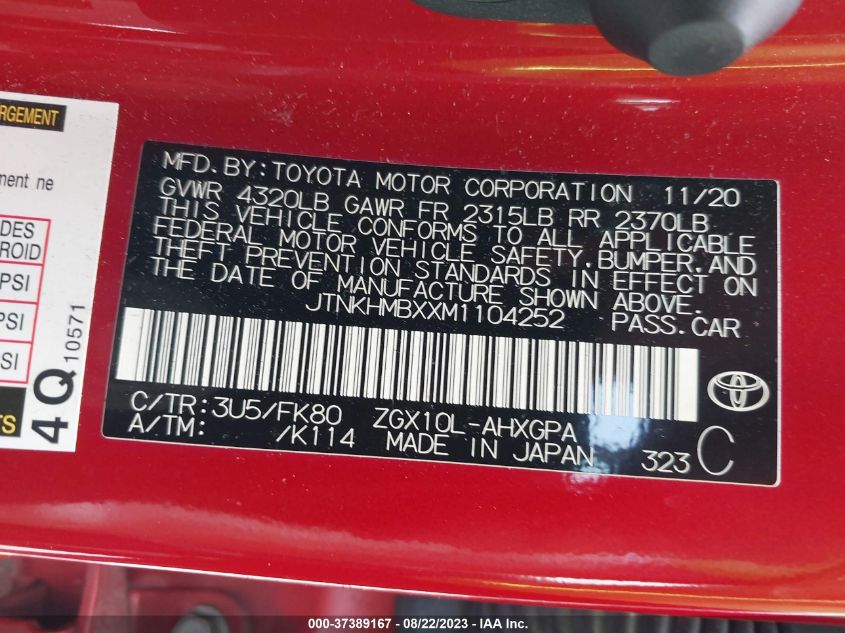 RGEMENT
ment ne
DES
ROID
PSI
PSI
SI
TS
4Q 10571
MFD.BY:TOYOTA MOTOR CORPORATION 11/20
GVWR 4320LB GAWR FR 2315LB RR 2370LB
THIS VEHICLE CONFORMS TO ALL APPLICABLE
FEDERAL MOTOR VEHICLE SAFETY,BUMPER,AND
THEFT PREVENTION STANDARDS IN EFFECT ON
THE DATE OF MANUFACTURE SHOWN ABOVE.
JTNKHMBXXM1104252 PASS.CAR
C/TR:3U5/FK80 ZGX10L-AHXGPA
A/TM: /K114 MADE IN JAPAN 323 C
000-37389167 - 08/22/2023 - IAA Inc.